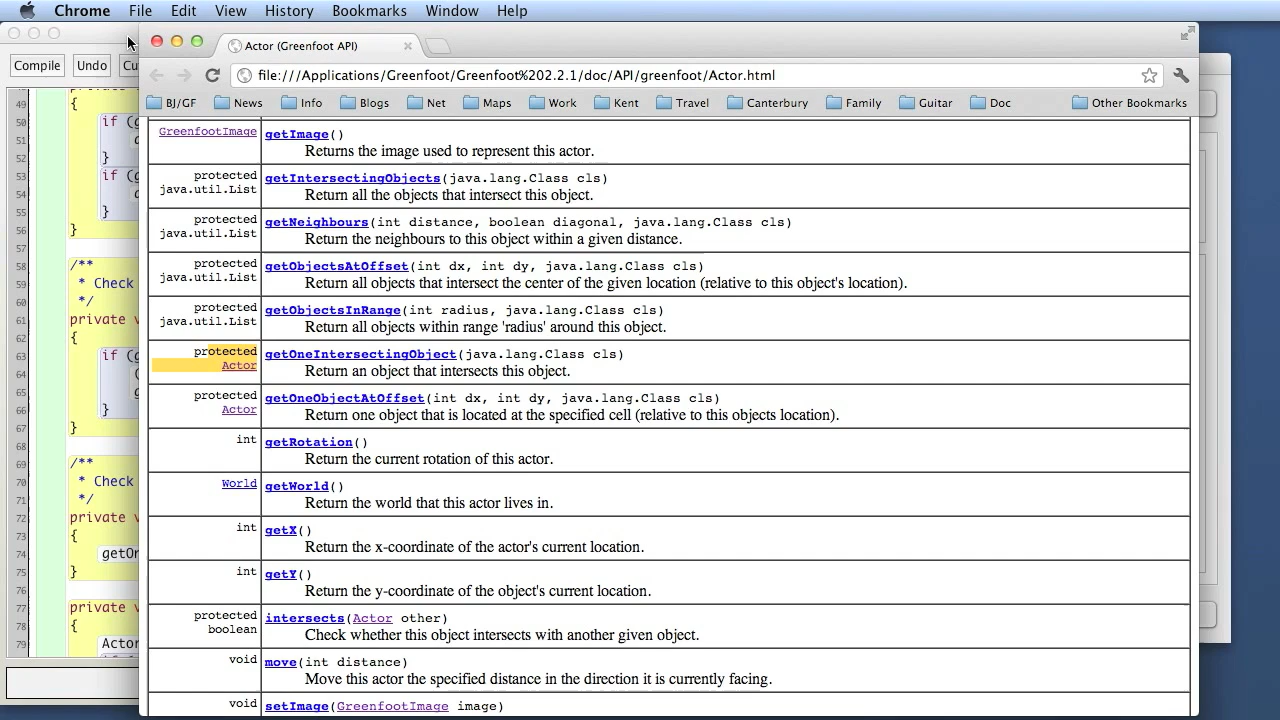 Chrome File Edit View History Bookmarks Window Help
Actor (Greenfoot API)
Compile Undo Cu
file:///Applications/Greenfoot/Greenfoot%202.2.1/doc/API/greenfoot/Actor.html
BJ/GF News Info Blogs Net Maps Work Kent Travel Canterbury Family Guitar Doc Other Bookmarks
GreenfootImage getImage()
Returns the image used to represent this actor.
protected java.util.List getIntersectingObjects(java.lang.Class cls)
Return all the objects that intersect this object.
protected java.util.List getNeighbours(int distance, boolean diagonal, java.lang.Class cls)
Return the neighbours to this object within a given distance.
protected java.util.List getObjectsAtOffset(int dx, int dy, java.lang.Class cls)
Return all objects that intersect the center of the given location (relative to this object's location).
protected java.util.List getObjectsInRange(int radius, java.lang.Class cls)
Return all objects within range 'radius' around this object.
protected Actor getOneIntersectingObject(java.lang.Class cls)
Return an object that intersects this object.
protected Actor getOneObjectAtOffset(int dx, int dy, java.lang.Class cls)
Return one object that is located at the specified cell (relative to this objects location).
int getRotation()
Return the current rotation of this actor.
World getWorld()
Return the world that this actor lives in.
int getX()
Return the x-coordinate of the actor's current location.
int getY()
Return the y-coordinate of the object's current location.
protected boolean intersects(Actor other)
Check whether this object intersects with another given object.
void move(int distance)
Move this actor the specified distance in the direction it is currently facing.
void setImage(GreenfootImage image)
49 {
50 if (
51
52 }
53 if (
54
55 }
56 }
57
58 /**
59 * Check
60 */
61 private v
62 {
63 if (
64 (
65
66 }
67 }
68
69 /**
70 * Check
71 */
72 private v
73 {
74 getOn
75 }
76
77 private v
78 {
79 Actor